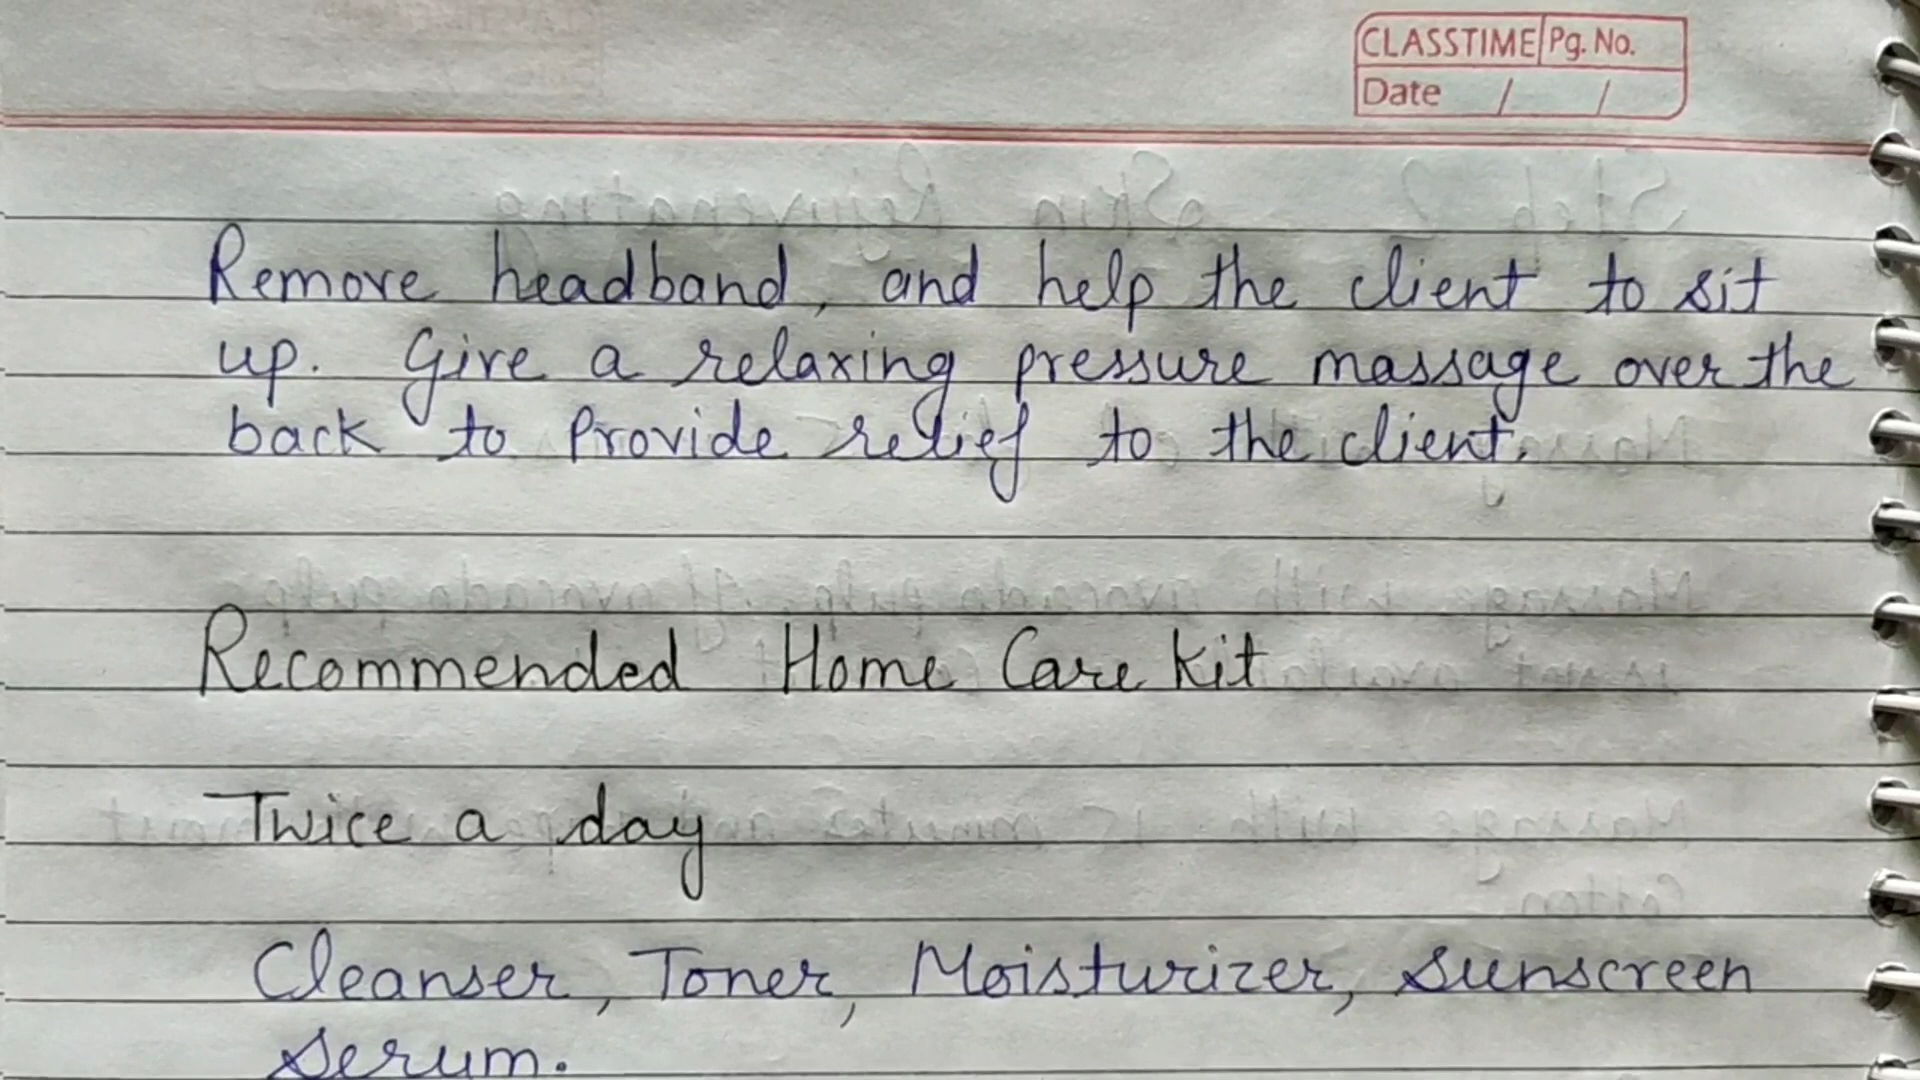 CLASSTIME Pg. No.
Date / /
Remove headband, and help the client to sit
up. Give a relaxing pressure massage over the
back to Provide relief to the client.
Recommended Home Care Kit
Twice a day
Cleanser, Toner, Moisturizer, Sunscreen
Serum.